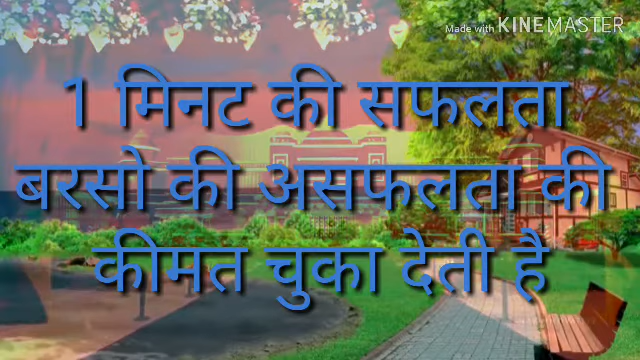 Made with KINEMASTER
1 मिनट की सफलता
बरसो की असफलता की
कीमत चुका देती है